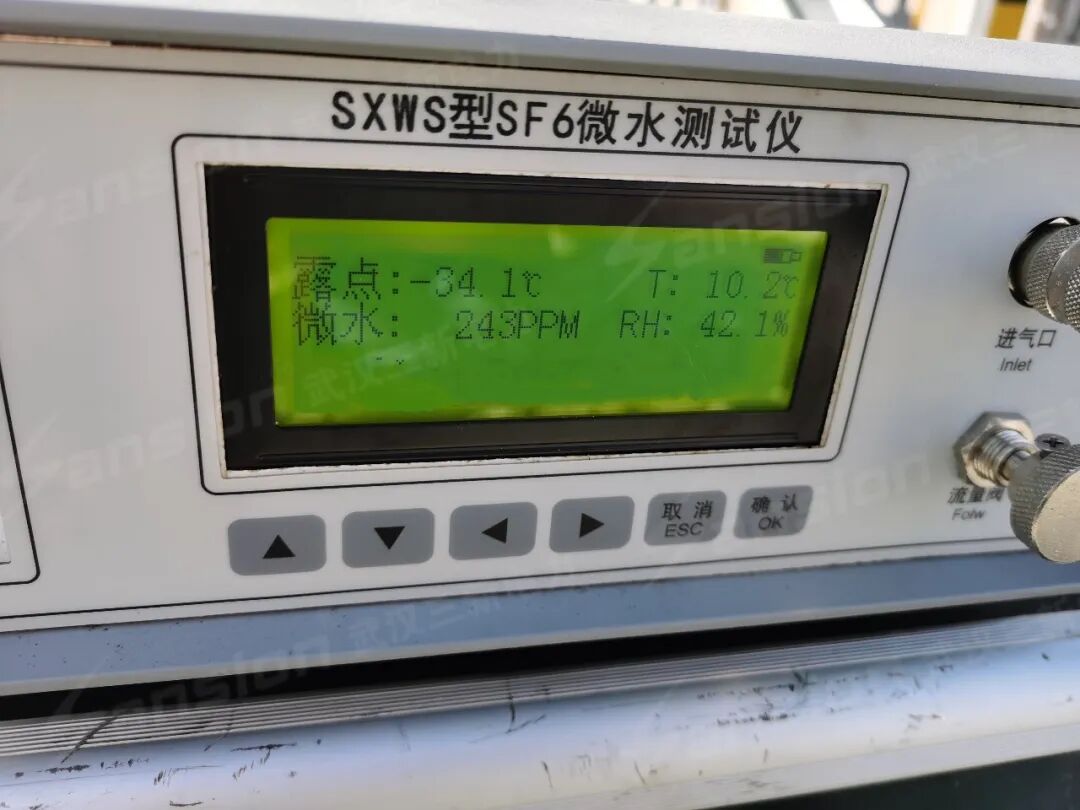 SXWS型SF6微水测试仪
露点:-34.1℃ T: 10.2℃
微水: 243PPM RH: 42.1%
进气口
Inlet
流量阀
Folw
取消
ESC
确认
OK
Sansion